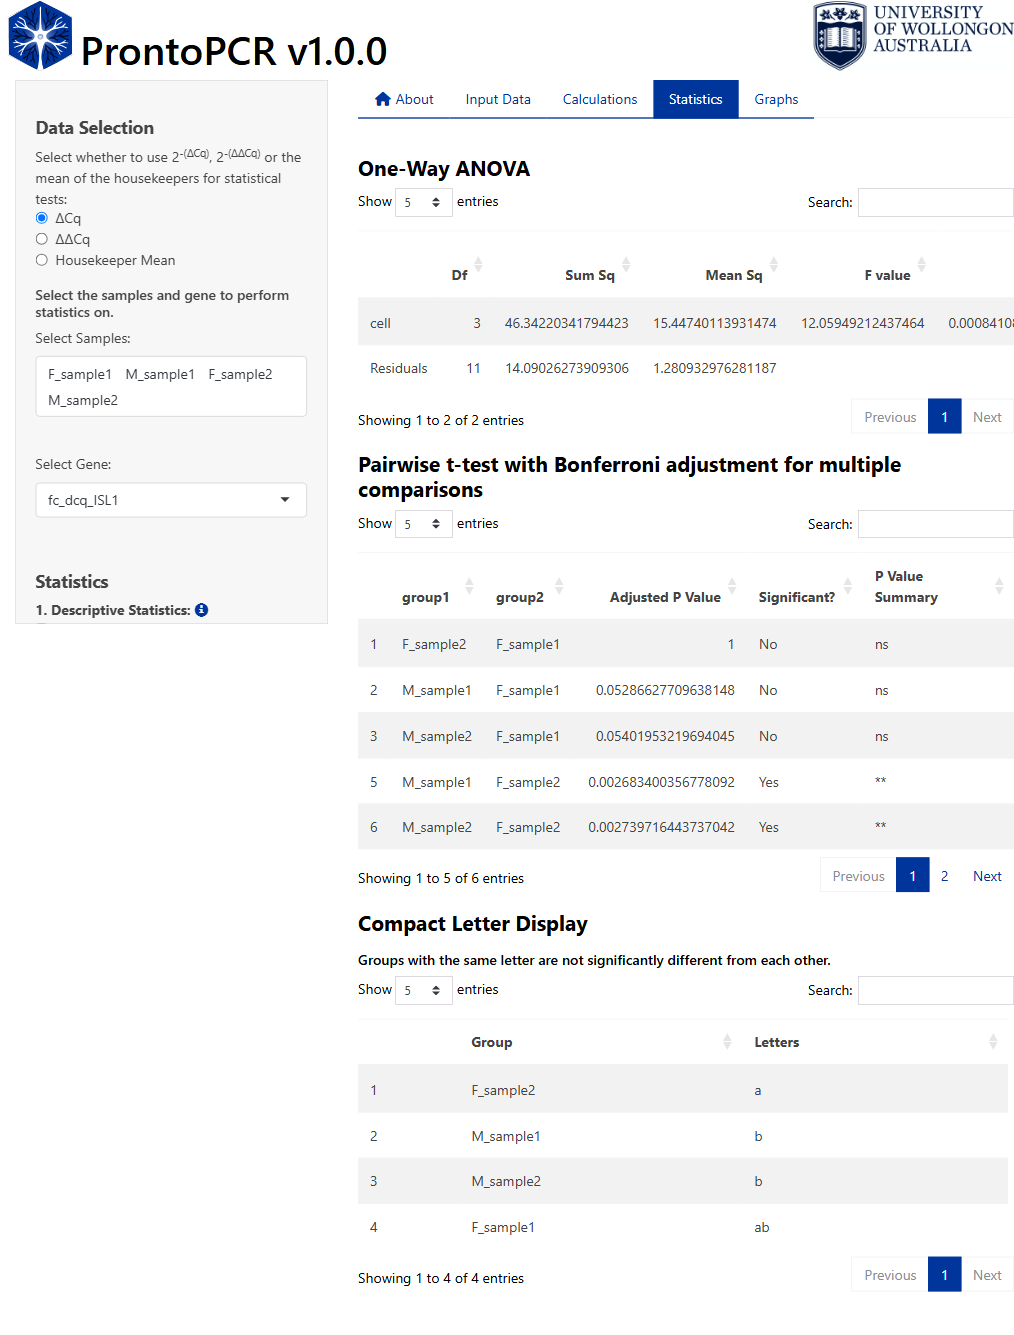 ProntoPCR v1.0.0
UNIVERSITY
OF WOLLONGONG
AUSTRALIA
Data Selection
Select whether to use 2-(ΔCq), 2-(ΔΔCq) or the
mean of the housekeepers for statistical
tests:
ΔCq
ΔΔCq
Housekeeper Mean
Select the samples and gene to perform
statistics on.
Select Samples:
F_sample1 M_sample1 F_sample2
M_sample2
Select Gene:
fc_dcq_ISL1
Statistics
1. Descriptive Statistics:
About Input Data Calculations Statistics Graphs
One-Way ANOVA
Show 5 entries Search:
Df Sum Sq Mean Sq F value
cell 3 46.34220341794423 15.44740113931474 12.05949212437464 0.00084108
Residuals 11 14.09026273909306 1.280932976281187
Showing 1 to 2 of 2 entries Previous 1 Next
Pairwise t-test with Bonferroni adjustment for multiple
comparisons
Show 5 entries Search:
group1 group2 Adjusted P Value Significant? P Value
Summary
1 F_sample2 F_sample1 1 No ns
2 M_sample1 F_sample1 0.05286627709638148 No ns
3 M_sample2 F_sample1 0.05401953219694045 No ns
5 M_sample1 F_sample2 0.002683400356778092 Yes **
6 M_sample2 F_sample2 0.002739716443737042 Yes **
Showing 1 to 5 of 6 entries Previous 1 2 Next
Compact Letter Display
Groups with the same letter are not significantly different from each other.
Show 5 entries Search:
Group Letters
1 F_sample2 a
2 M_sample1 b
3 M_sample2 b
4 F_sample1 ab
Showing 1 to 4 of 4 entries Previous 1 Next